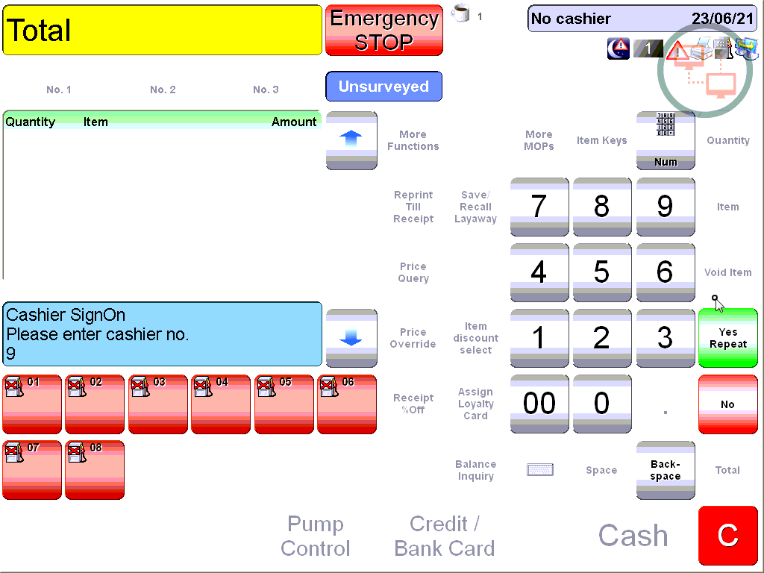 Total
Emergency
STOP
1
No cashier
23/06/21
1
No. 1
No. 2
No. 3
Unsurveyed
Quantity
Item
Amount
More
Functions
More
MOPs
Item Keys
Num
Quantity
Reprint
Till
Receipt
Save/
Recall
Layaway
7
8
9
Item
Price
Query
4
5
6
Void Item
Cashier SignOn
Please enter cashier no.
9
Price
Override
Item
discount
select
1
2
3
Yes
Repeat
01
02
03
04
05
06
Receipt
%Off
Assign
Loyalty
Card
00
0
.
No
07
08
Balance
Inquiry
Space
Back-
space
Total
Pump
Control
Credit /
Bank Card
Cash
C